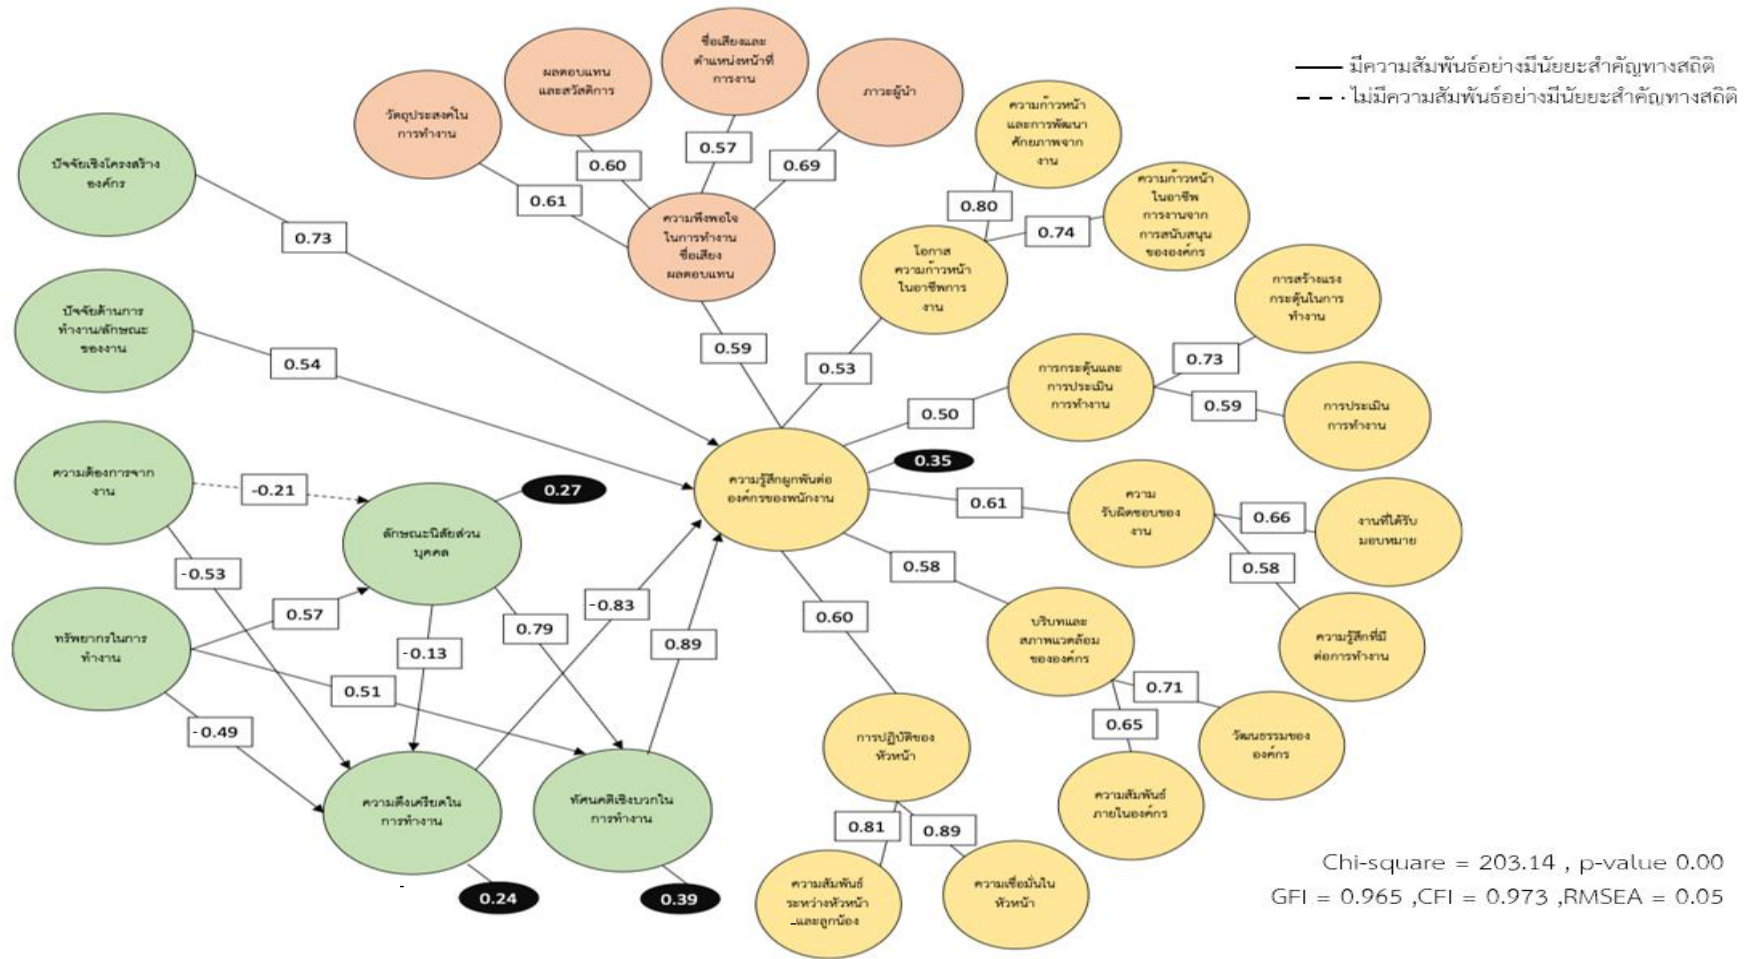 ชื่อเสียงและ
ตำแหน่งหน้าที่
การงาน
ผลตอบแทน
และสวัสดิการ
ภาวะผู้นำ
วัตถุประสงค์ใน
การทำงาน
0.61
0.60
0.57
0.69
ความพึงพอใจ
ในการทำงาน
ชื่อเสียง
ผลตอบแทน
0.59
มีความสัมพันธ์อย่างมีนัยยะสำคัญทางสถิติ
ไม่มีความสัมพันธ์อย่างมีนัยยะสำคัญทางสถิติ
ความก้าวหน้า
และการพัฒนา
ศักยภาพจาก
งาน
ความก้าวหน้า
ในอาชีพ
การงานจาก
การสนับสนุน
ขององค์กร
0.80
0.74
โอกาส
ความก้าวหน้า
ในอาชีพการ
งาน
0.53
การสร้างแรง
กระตุ้นในการ
ทำงาน
การกระตุ้นและ
การประเมิน
การทำงาน
0.73
0.59
การประเมิน
การทำงาน
0.50
ปัจจัยเชิงโครงสร้าง
องค์กร
0.73
ปัจจัยด้านการ
ทำงาน/ลักษณะ
ของงาน
0.54
ความต้องการจาก
งาน
-0.21
0.27
ลักษณะนิสัยส่วน
บุคคล
ความรู้สึกผูกพันต่อ
องค์กรของพนักงาน
0.35
0.61
ความ
รับผิดชอบของ
งาน
0.66
งานที่ได้รับ
มอบหมาย
0.58
ความรู้สึกที่มี
ต่อการทำงาน
-0.53
0.57
-0.13
0.79
-0.83
0.89
0.51
-0.49
ทรัพยากรในการ
ทำงาน
0.58
บริบทและ
สภาพแวดล้อม
ขององค์กร
0.71
0.65
วัฒนธรรมของ
องค์กร
ความสัมพันธ์
ภายในองค์กร
0.60
การปฏิบัติของ
หัวหน้า
0.81
0.89
ความสัมพันธ์
ระหว่างหัวหน้า
และลูกน้อง
ความเชื่อมั่นใน
หัวหน้า
ความตึงเครียดใน
การทำงาน
0.24
ทัศนคติเชิงบวกใน
การทำงาน
0.39
Chi-square = 203.14 , p-value 0.00
GFI = 0.965 ,CFI = 0.973 ,RMSEA = 0.05